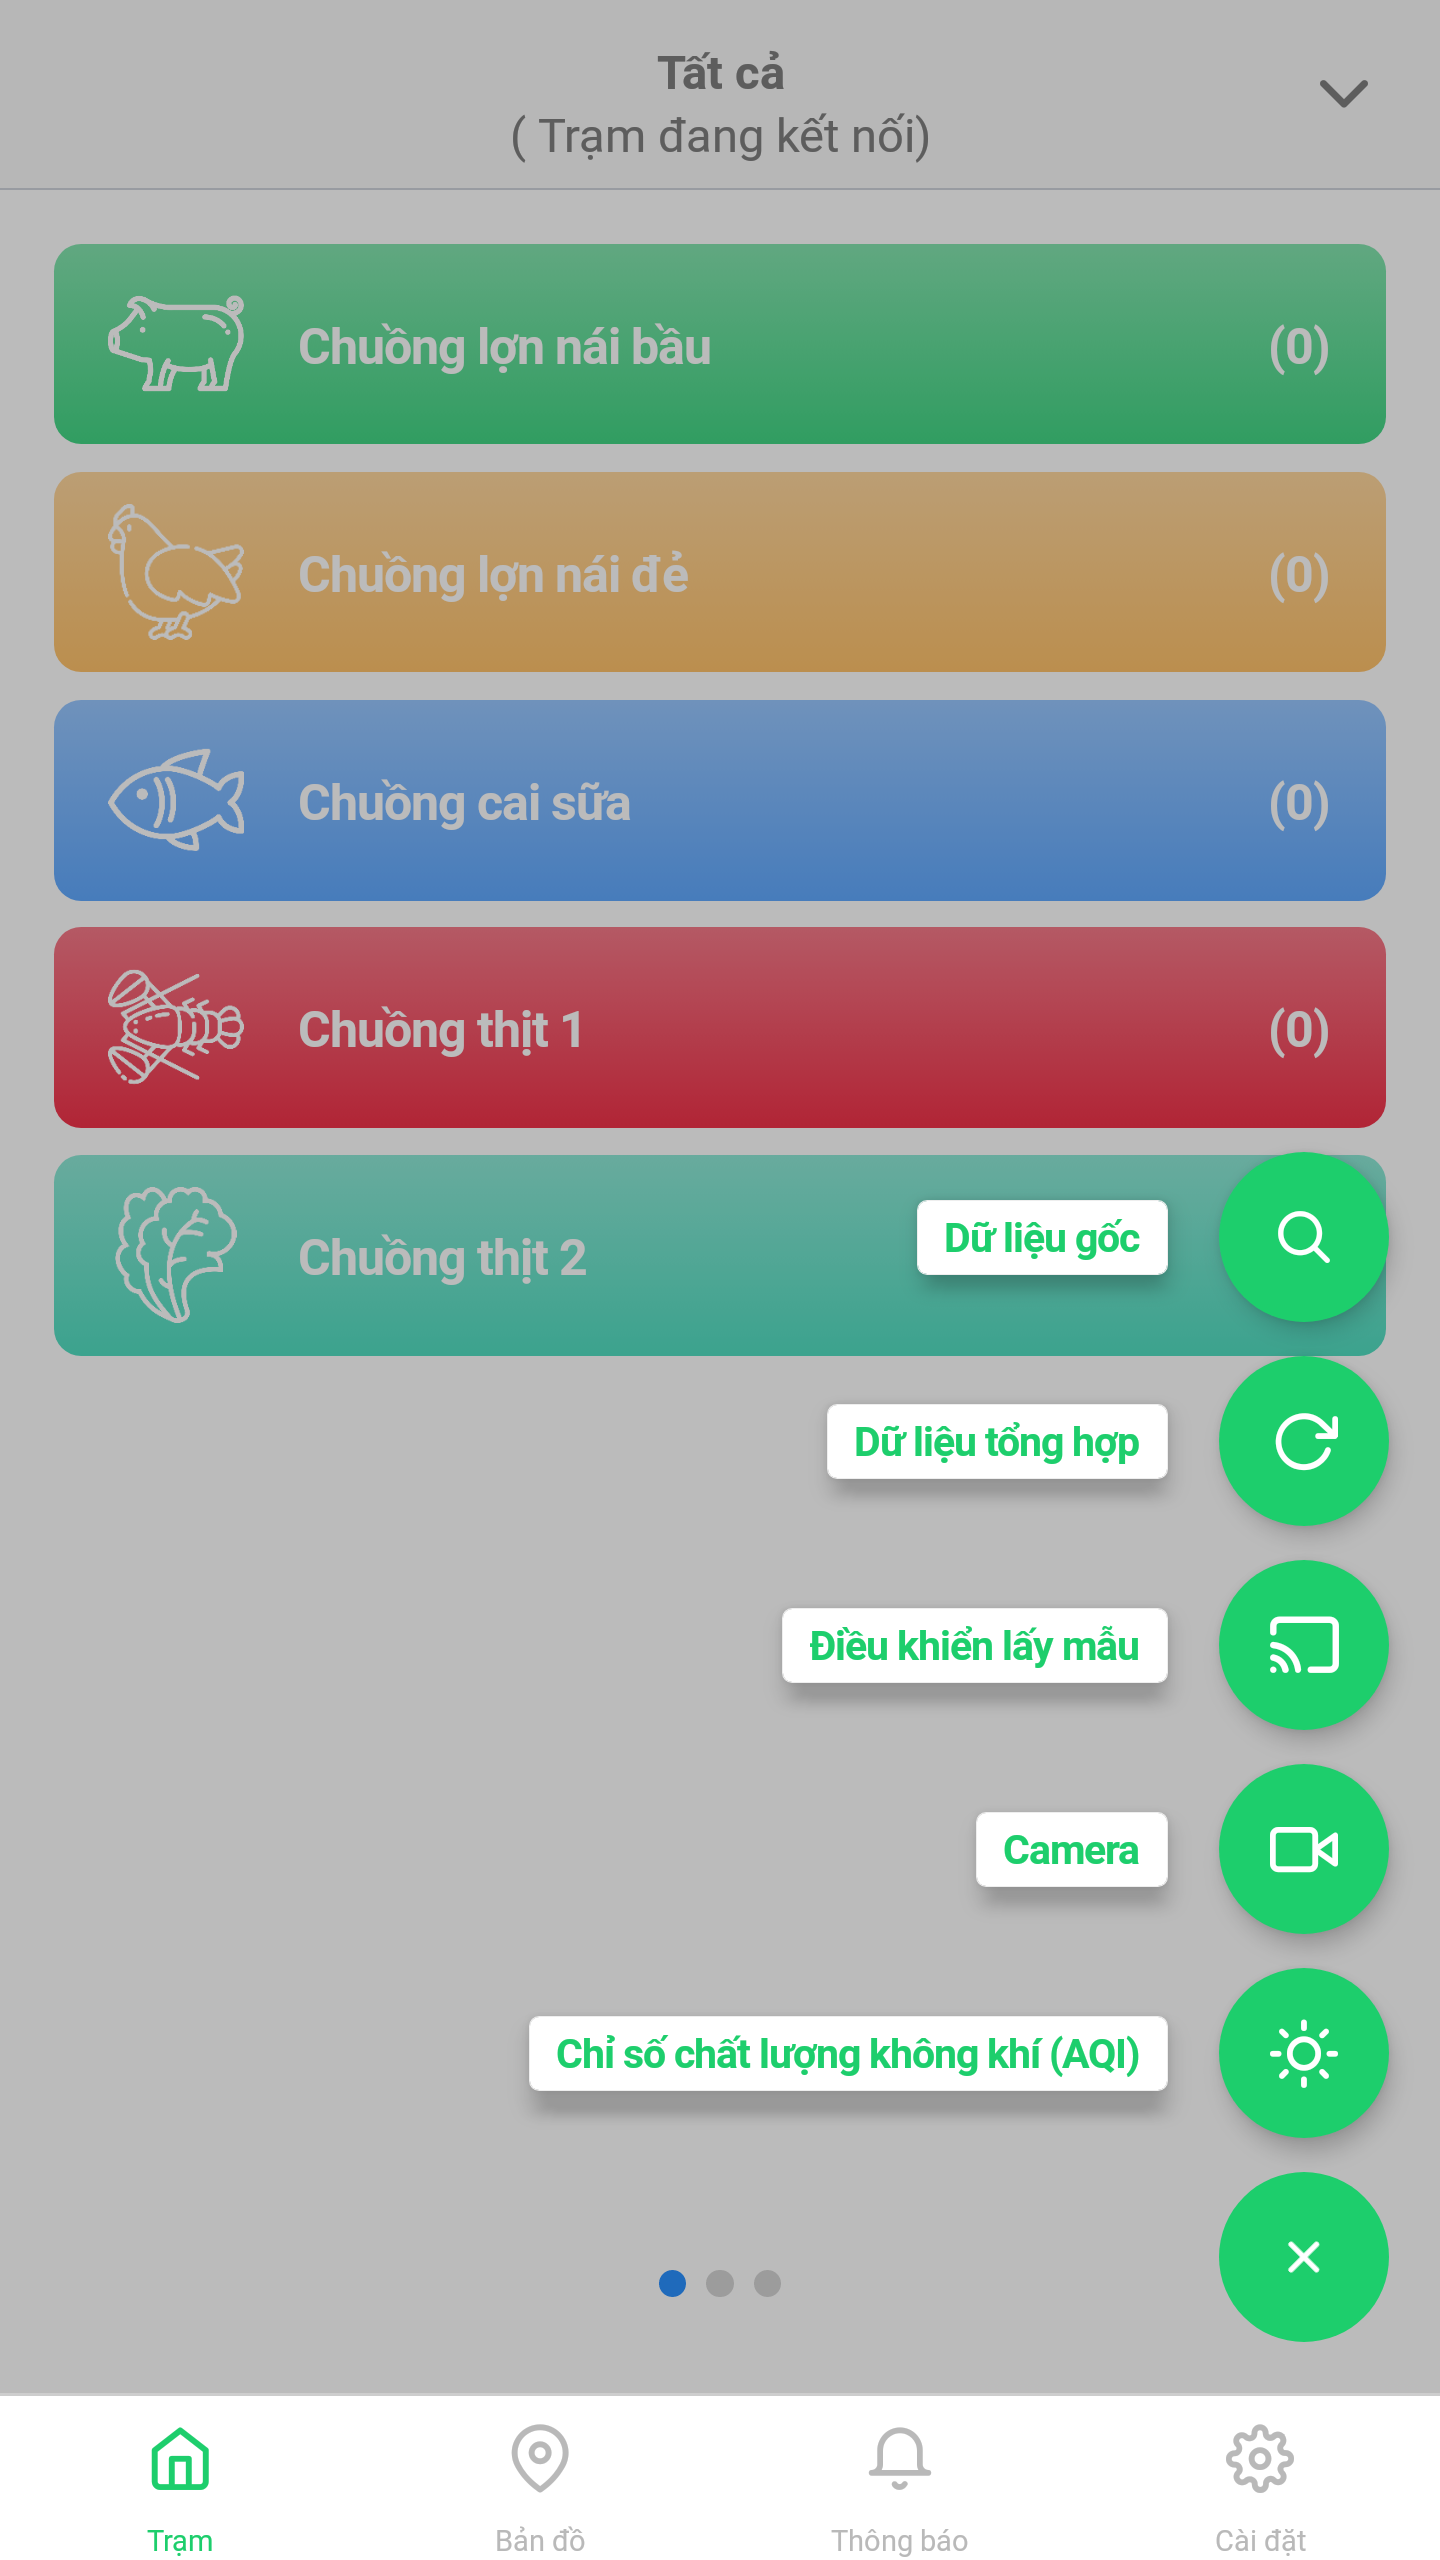 Tất cả
( Trạm đang kết nối)
Chuồng lợn nái bầu (0)
Chuồng lợn nái đẻ (0)
Chuồng cai sữa (0)
Chuồng thịt 1 (0)
Chuồng thịt 2
Dữ liệu gốc
Dữ liệu tổng hợp
Điều khiển lấy mẫu
Camera
Chỉ số chất lượng không khí (AQI)
Trạm
Bản đồ
Thông báo
Cài đặt